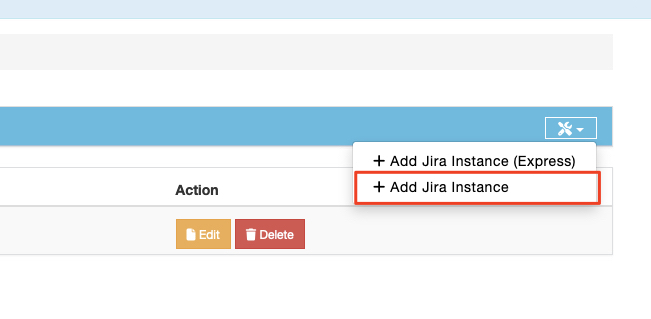 + Add Jira Instance (Express)
+ Add Jira Instance
Action
Edit Delete